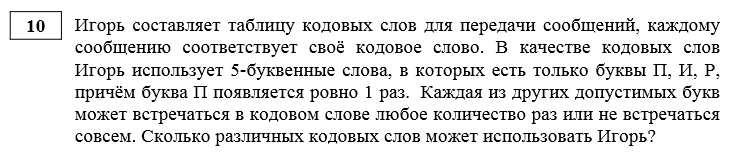 10
Игорь составляет таблицу кодовых слов для передачи сообщений, каждому
сообщению соответствует своё кодовое слово. В качестве кодовых слов
Игорь использует 5-буквенные слова, в которых есть только буквы П, И, Р,
причём буква П появляется ровно 1 раз. Каждая из других допустимых букв
может встречаться в кодовом слове любое количество раз или не встречаться
совсем. Сколько различных кодовых слов может использовать Игорь?